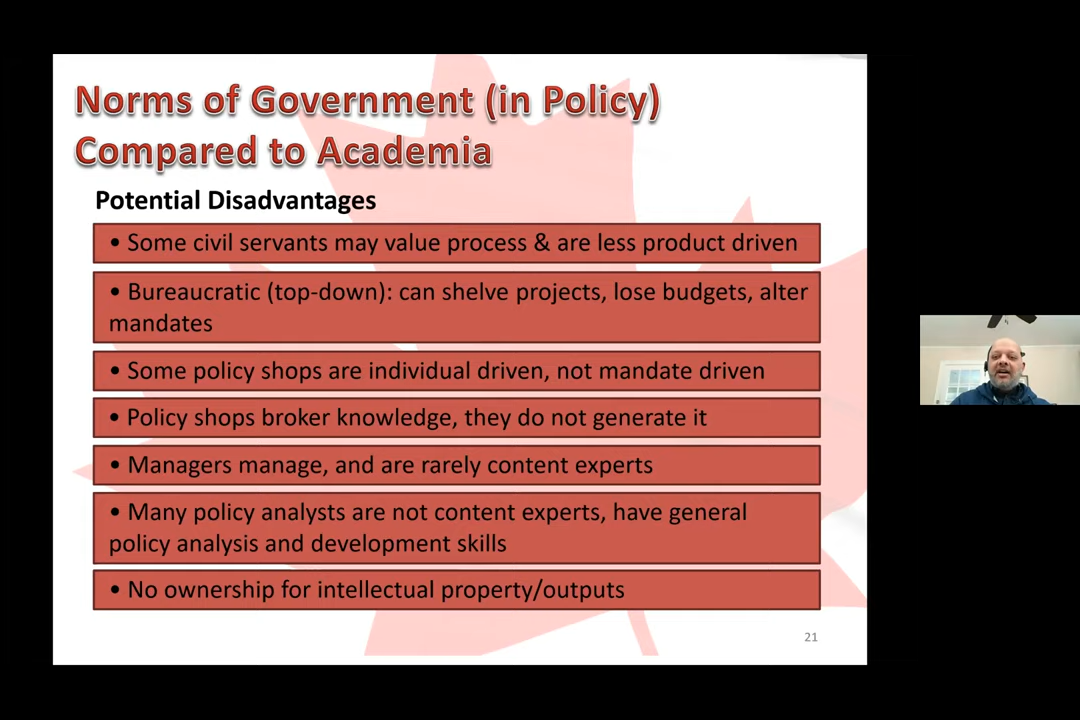 Norms of Government (in Policy)
Compared to Academia
Potential Disadvantages
• Some civil servants may value process & are less product driven
• Bureaucratic (top-down): can shelve projects, lose budgets, alter
mandates
• Some policy shops are individual driven, not mandate driven
• Policy shops broker knowledge, they do not generate it
• Managers manage, and are rarely content experts
• Many policy analysts are not content experts, have general
policy analysis and development skills
• No ownership for intellectual property/outputs
21